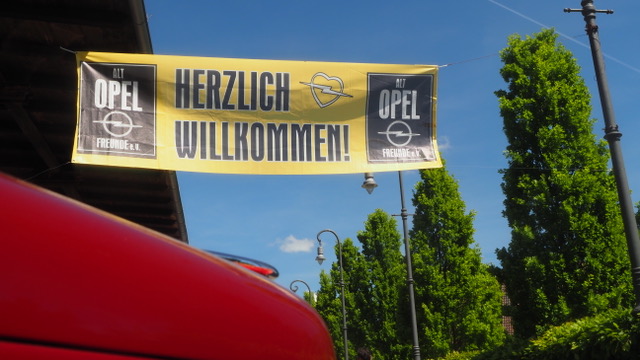 ALT
OPEL
FREUNDE e.V.
HERZLICH
WILLKOMMEN!
ALT
OPEL
FREUNDE e.V.